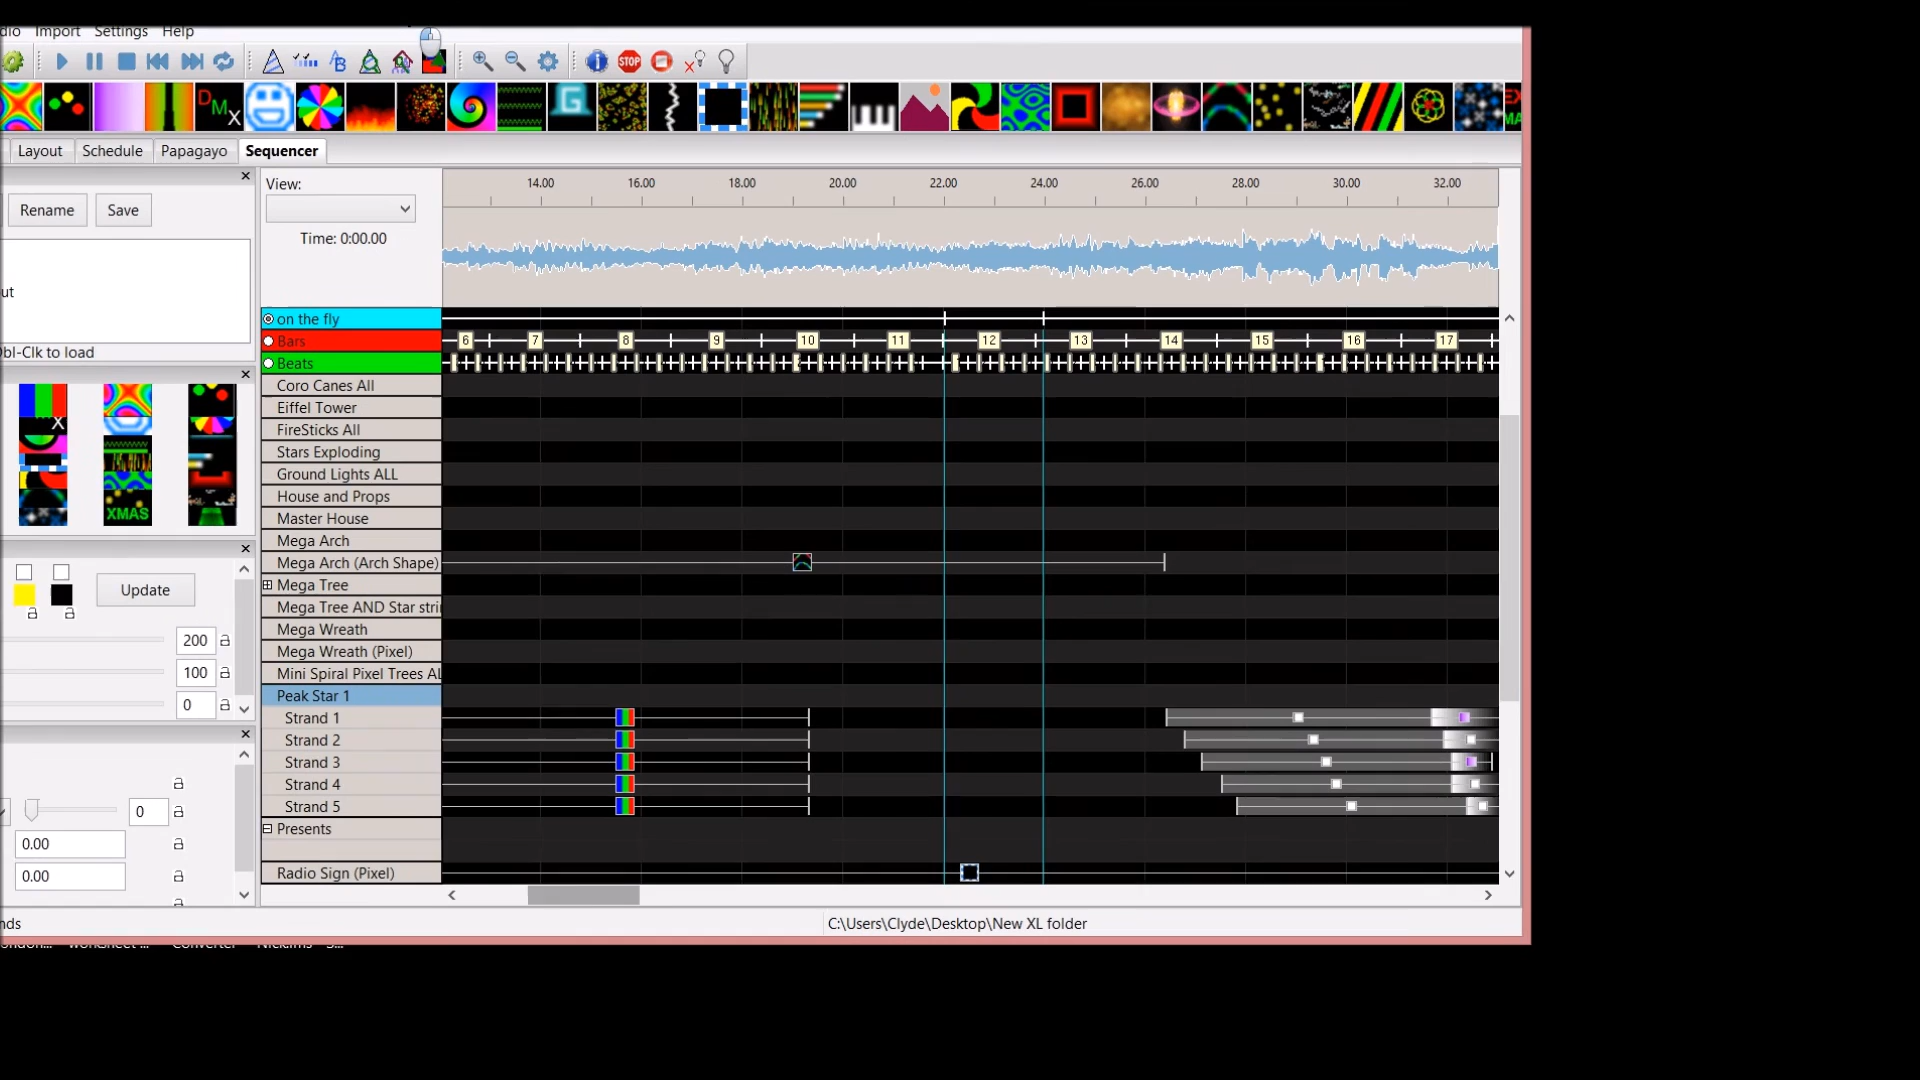 dio Import Settings Help
Layout Schedule Papagayo Sequencer
Rename Save
ut
Obl-Clk to load
X
XMAS
Update
200
100
0
0
0.00
0.00
nds
View:
Time: 0:00.00
14.00 16.00 18.00 20.00 22.00 24.00 26.00 28.00 30.00 32.00
on the fly
Bars 6 7 8 9 10 11 12 13 14 15 16 17
Beats
Coro Canes All
Eiffel Tower
FireSticks All
Stars Exploding
Ground Lights ALL
House and Props
Master House
Mega Arch
Mega Arch (Arch Shape)
Mega Tree
Mega Tree AND Star stri
Mega Wreath
Mega Wreath (Pixel)
Mini Spiral Pixel Trees AL
Peak Star 1
Strand 1
Strand 2
Strand 3
Strand 4
Strand 5
Presents
Radio Sign (Pixel)
C:\Users\Clyde\Desktop\New XL folder